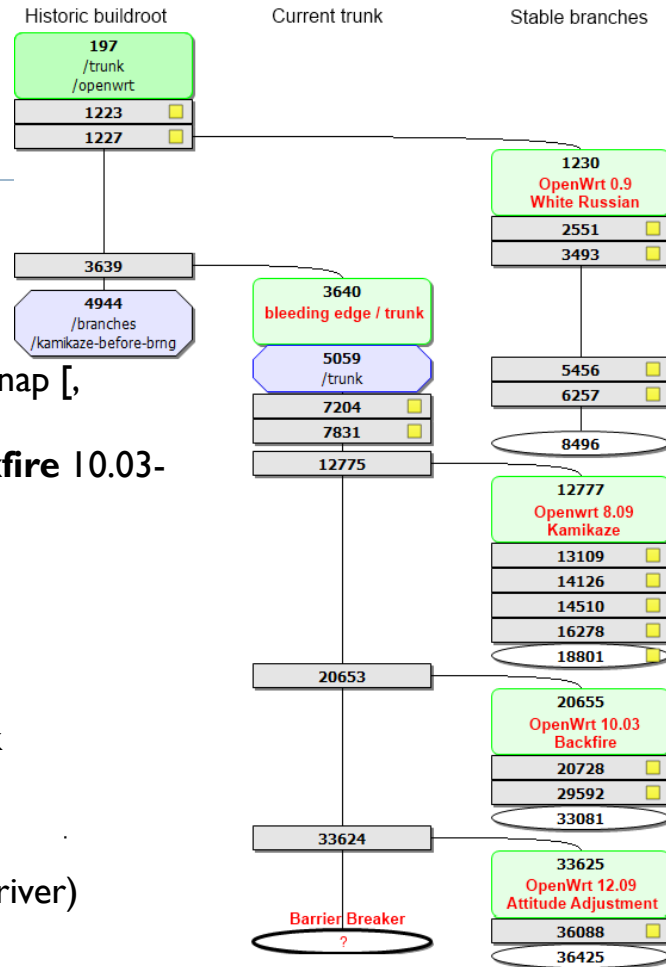 Historic buildroot
Current trunk
Stable branches
197
/trunk
/openwrt
1223
1227
1230
OpenWrt 0.9
White Russian
2551
3493
3639
4944
/branches
/kamikaze-before-brng
3640
bleeding edge / trunk
5059
/trunk
7204
7831
5456
6257
8496
nap [,
fire 10.03-
12775
12777
Openwrt 8.09
Kamikaze
13109
14126
14510
16278
18801
20653
20655
OpenWrt 10.03
Backfire
20728
29592
33081
.
33624
33625
OpenWrt 12.09
Attitude Adjustment
36088
36425
river)
Barrier Breaker
?